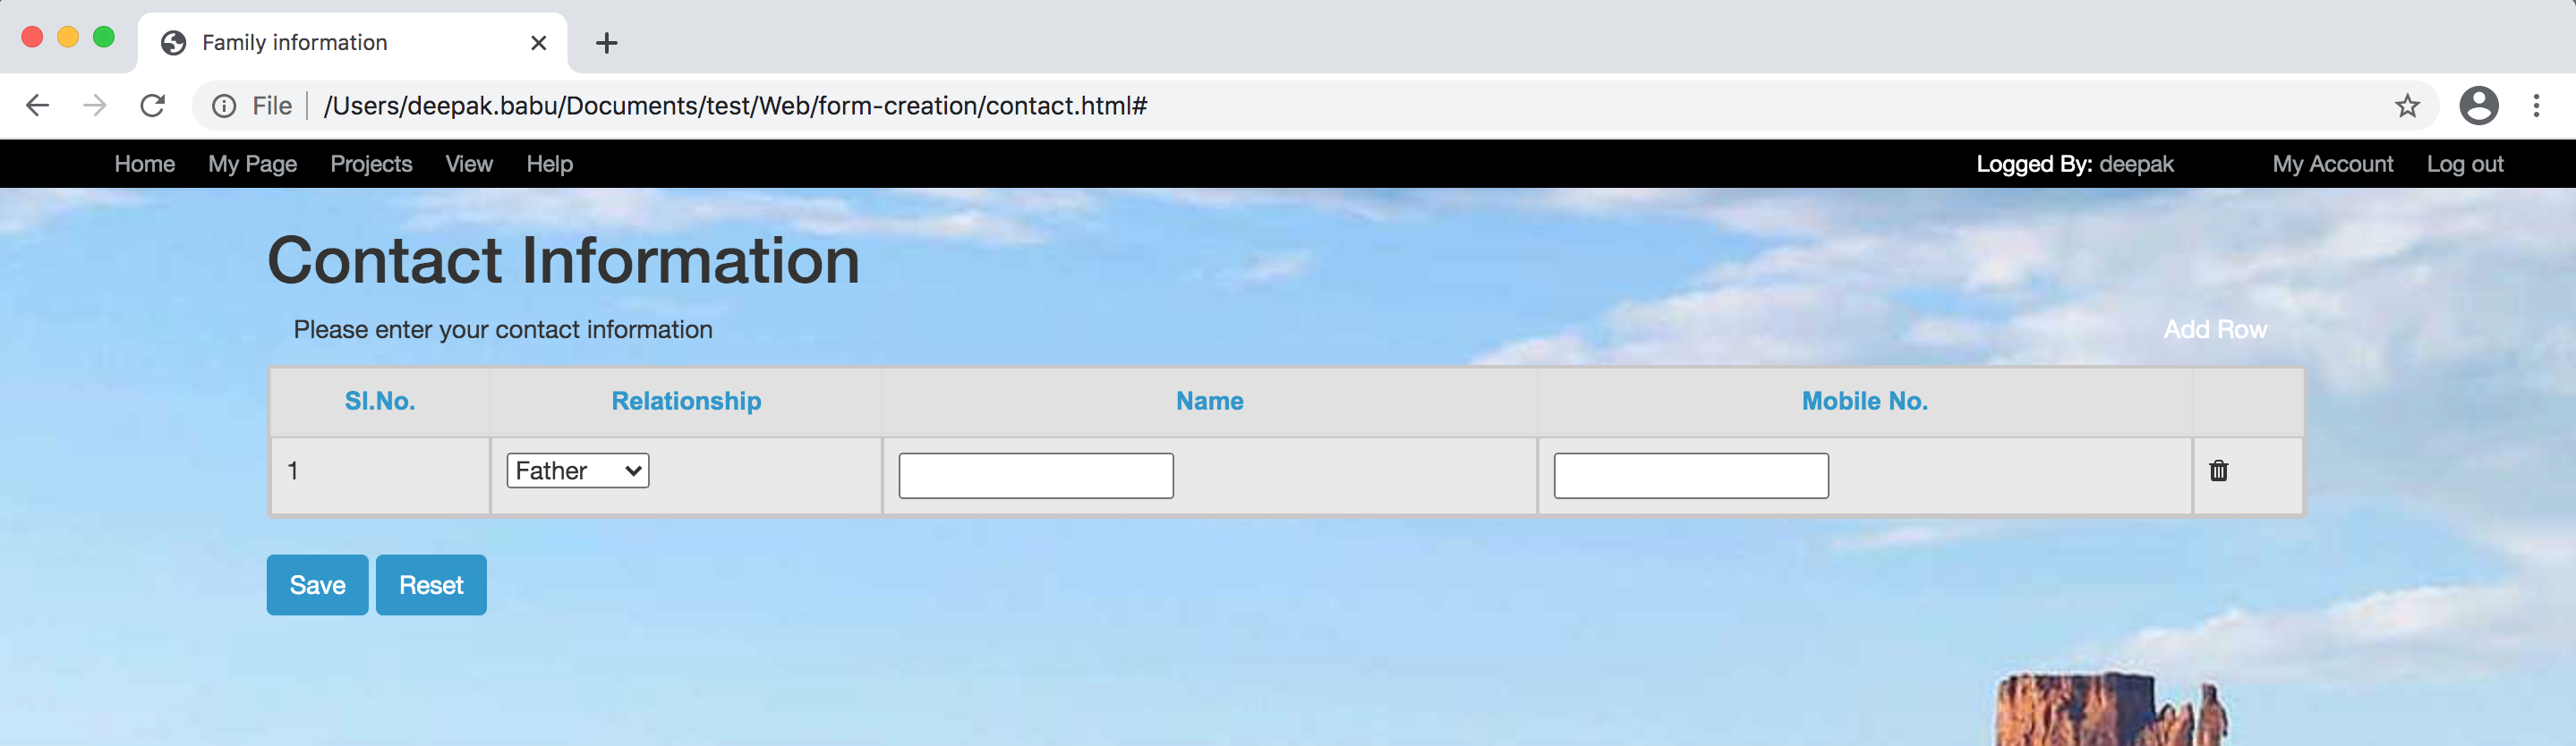 Family information
File /Users/deepak.babu/Documents/test/Web/form-creation/contact.html#
Home My Page Projects View Help Logged By: deepak My Account Log out
Contact Information
Please enter your contact information Add Row
Sl.No. Relationship Name Mobile No.
1 Father
Save Reset